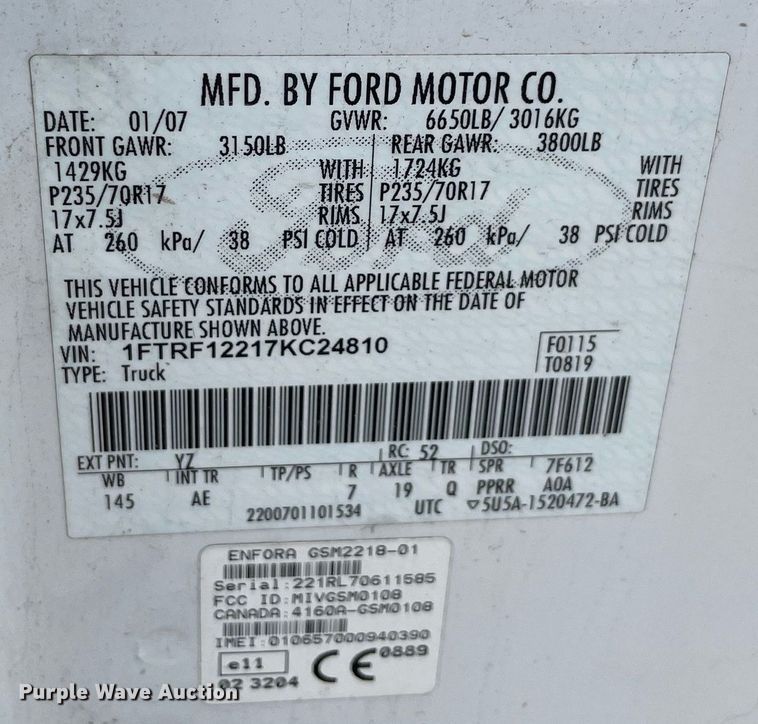 MFD. BY FORD MOTOR CO.
DATE: 01/07 GVWR: 6650LB/ 3016KG
FRONT GAWR: 3150LB REAR GAWR: 3800LB
1429KG WITH 1724KG WITH
P235/70R17 TIRES P235/70R17 TIRES
17x7.5J RIMS 17x7.5J RIMS
AT 260 kPa/ 38 PSI COLD AT 260 kPa/ 38 PSI COLD
Ford
THIS VEHICLE CONFORMS TO ALL APPLICABLE FEDERAL MOTOR
VEHICLE SAFETY STANDARDS IN EFFECT ON THE DATE OF
MANUFACTURE SHOWN ABOVE.
VIN: 1FTRF12217KC24810 F0115
TYPE: Truck T0819
EXT PNT: YZ RC: 52 DSO:
WB INT TR TP/PS R AXLE TR SPR 7F612
145 AE 7 19 Q PPRR A0A
2200701101534 UTC ▽5U5A-1520472-BA
ENFORA GSM2218-01
Serial:221RL70611585
FCC ID:MIVGSM0108
CANADA:4160A-GSM0108
IMEI:010657000940390
e11 CE 0889
02 3204
Purple Wave Auction